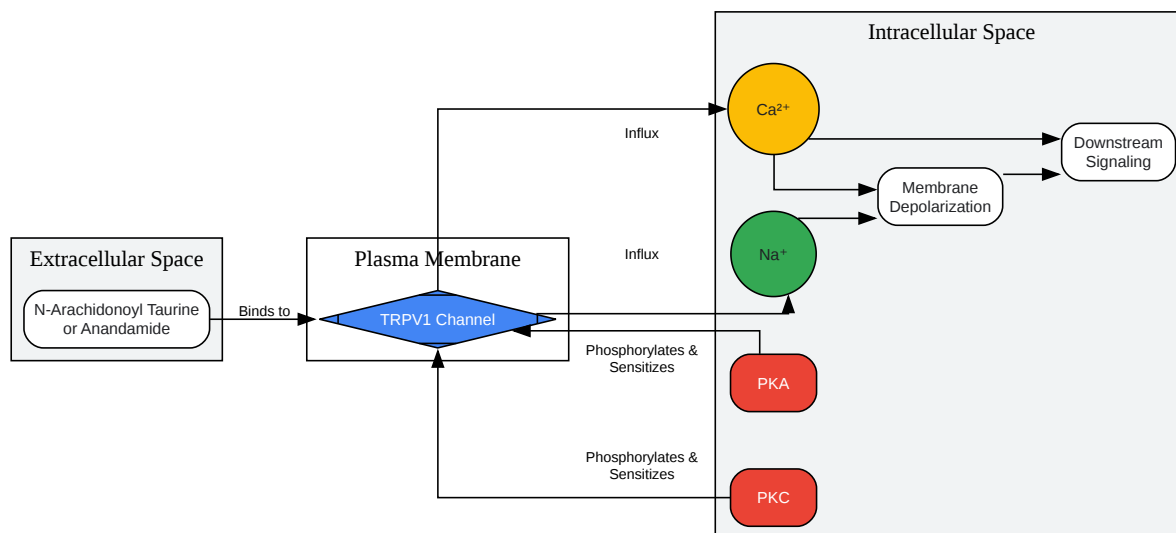 Intracellular Space
Ca²⁺
Influx
Downstream
Signaling
Membrane
Depolarization
Extracellular Space
Plasma Membrane
Influx
Na⁺
N-Arachidonoyl Taurine
or Anandamide
Binds to
TRPV1 Channel
Phosphorylates &
Sensitizes
PKA
Phosphorylates &
Sensitizes
PKC